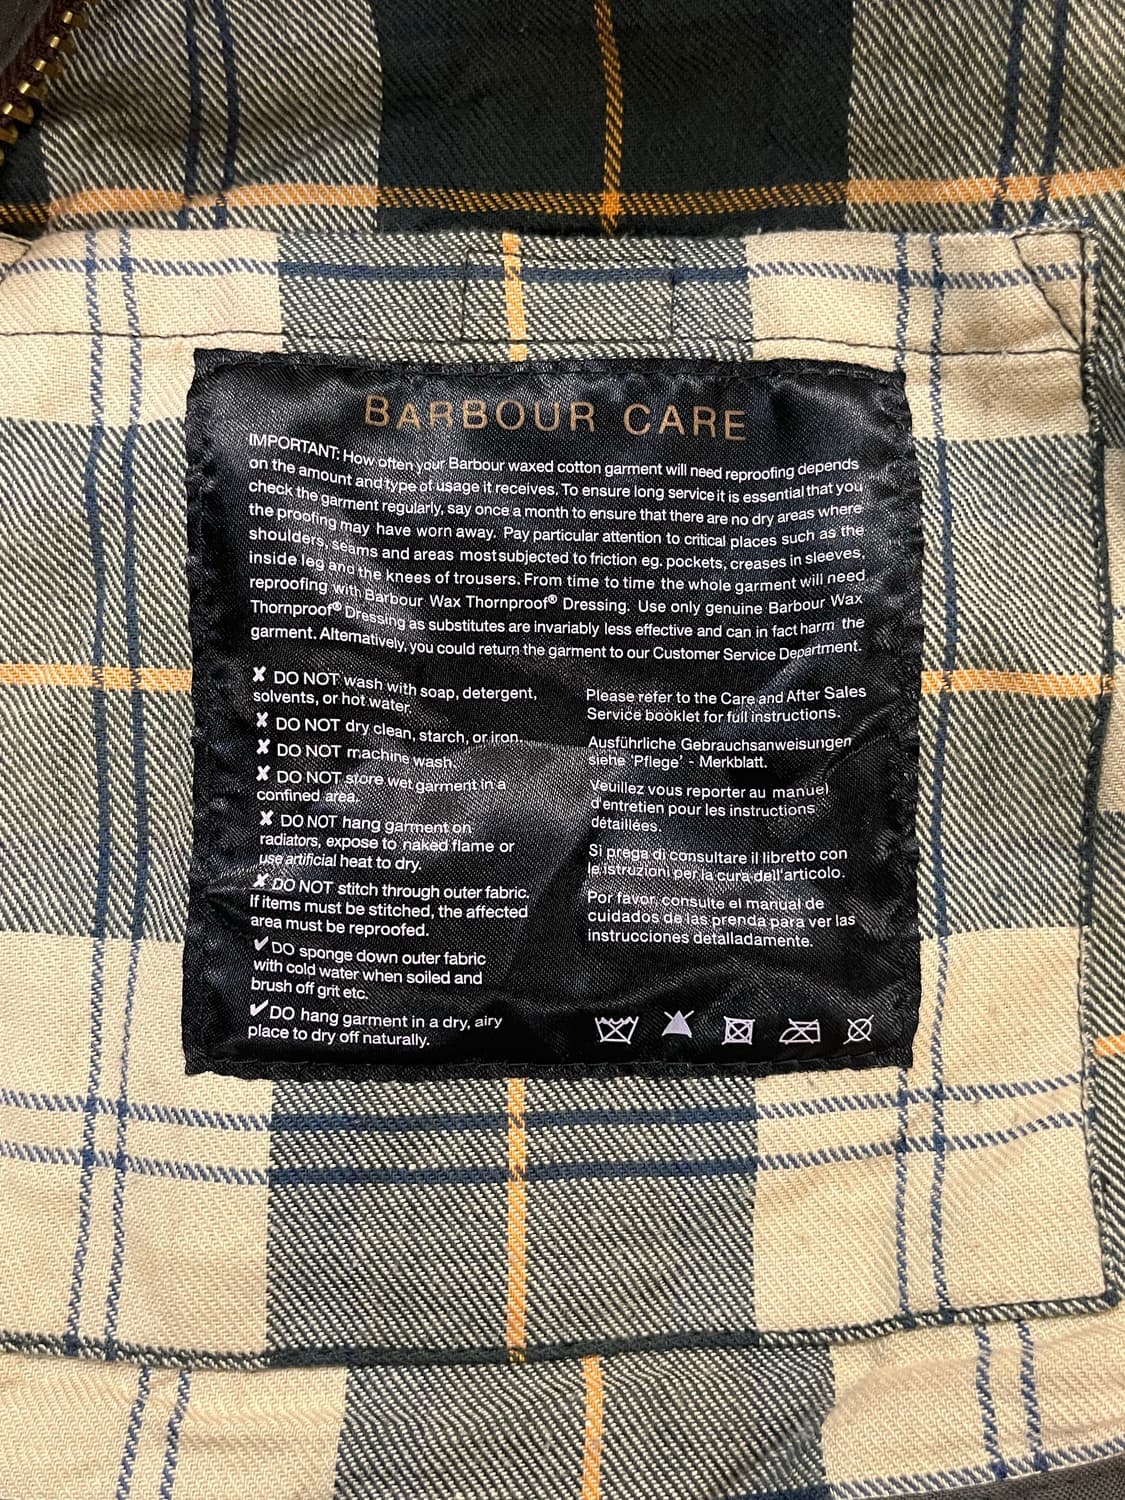 BARBOUR CARE
IMPORTANT: How often your Barbour waxed cotton garment will need reproofing depends
on the amount and type of usage it receives. To ensure long service it is essential that you
check the garment regularly, say once a month to ensure that there are no dry areas where
the proofing may have worn away. Pay particular attention to critical places such as the
shoulders, seams and areas most subjected to friction eg. pockets, creases in sleeves,
inside leg and the knees of trousers. From time to time the whole garment will need
reproofing with Barbour Wax Thornproof® Dressing. Use only genuine Barbour Wax
Thornproof® Dressing as substitutes are invariably less effective and can in fact harm the
garment. Alternatively, you could return the garment to our Customer Service Department.
✘ DO NOT wash with soap, detergent,
solvents, or hot water.
✘ DO NOT dry clean, starch, or iron.
✘ DO NOT machine wash.
✘ DO NOT store wet garment in a
confined area.
✘ DO NOT hang garment on
radiators, expose to naked flame or
use artificial heat to dry.
✘ DO NOT stitch through outer fabric.
If items must be stitched, the affected
area must be reproofed.
✔ DO sponge down outer fabric
with cold water when soiled and
brush off grit etc.
✔ DO hang garment in a dry, airy
place to dry off naturally.
Please refer to the Care and After Sales
Service booklet for full instructions.
Ausführliche Gebrauchsanweisungen
siehe 'Pflege' - Merkblatt.
Veuillez vous reporter au manuel
d'entretien pour les instructions
détaillées.
Si prega di consultare il libretto con
le istruzioni per la cura dell'articolo.
Por favor, consulte el manual de
cuidados de las prenda para ver las
instrucciones detalladamente.